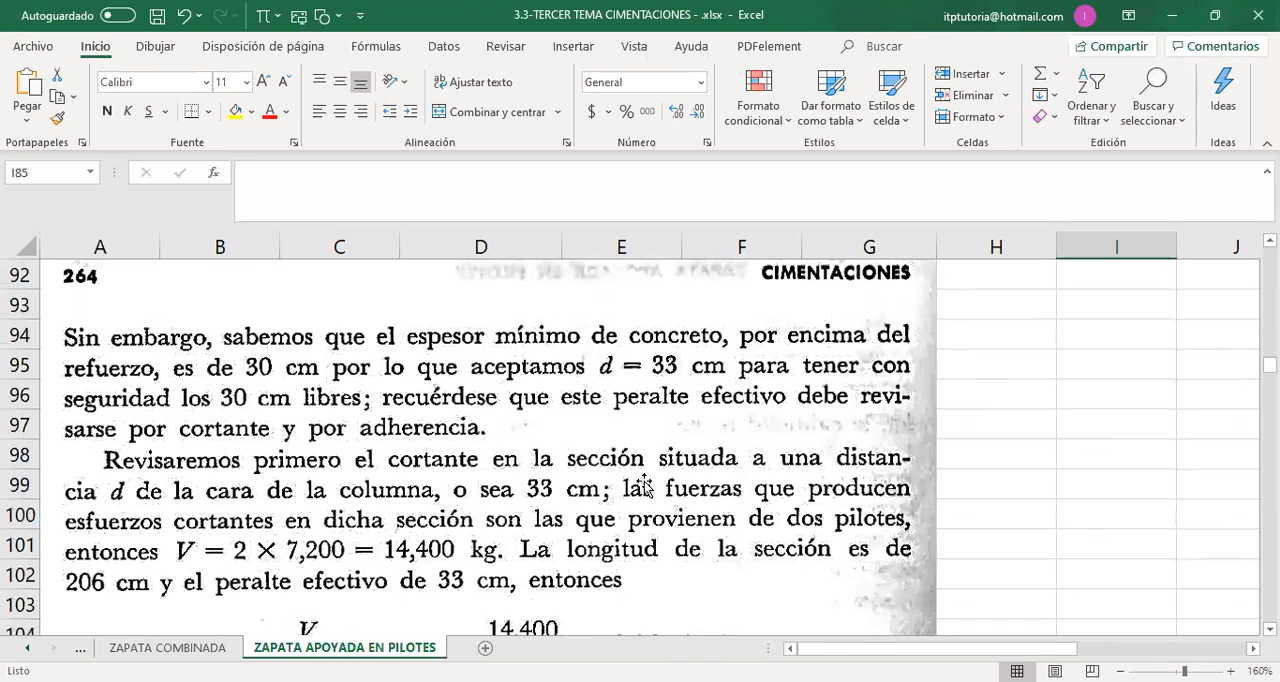 Autoguardado
3.3-TERCER TEMA CIMENTACIONES - .xlsx - Excel
itptutoria@hotmail.com
I
Archivo Inicio Dibujar Disposición de página Fórmulas Datos Revisar Insertar Vista Ayuda PDFelement Buscar
Compartir Comentarios
Pegar
Portapapeles
Calibri 11
N K S
Fuente
Ajustar texto
Combinar y centrar
Alineación
General
$ % 000
Número
Formato condicional
Dar formato como tabla
Estilos de celda
Estilos
Insertar
Eliminar
Formato
Celdas
Ordenar y filtrar
Buscar y seleccionar
Edición
Ideas
Ideas
I85
fx
A B C D E F G H I J
92
93
94
95
96
97
98
99
100
101
102
103
104
264 CIMENTACIONES
Sin embargo, sabemos que el espesor mínimo de concreto, por encima del
refuerzo, es de 30 cm por lo que aceptamos d = 33 cm para tener con
seguridad los 30 cm libres; recuérdese que este peralte efectivo debe revi-
sarse por cortante y por adherencia.
Revisaremos primero el cortante en la sección situada a una distan-
cia d de la cara de la columna, o sea 33 cm; las fuerzas que producen
esfuerzos cortantes en dicha sección son las que provienen de dos pilotes,
entonces V = 2 × 7,200 = 14,400 kg. La longitud de la sección es de
206 cm y el peralte efectivo de 33 cm, entonces
V 14,400
... ZAPATA COMBINADA ZAPATA APOYADA EN PILOTES
Listo
160%